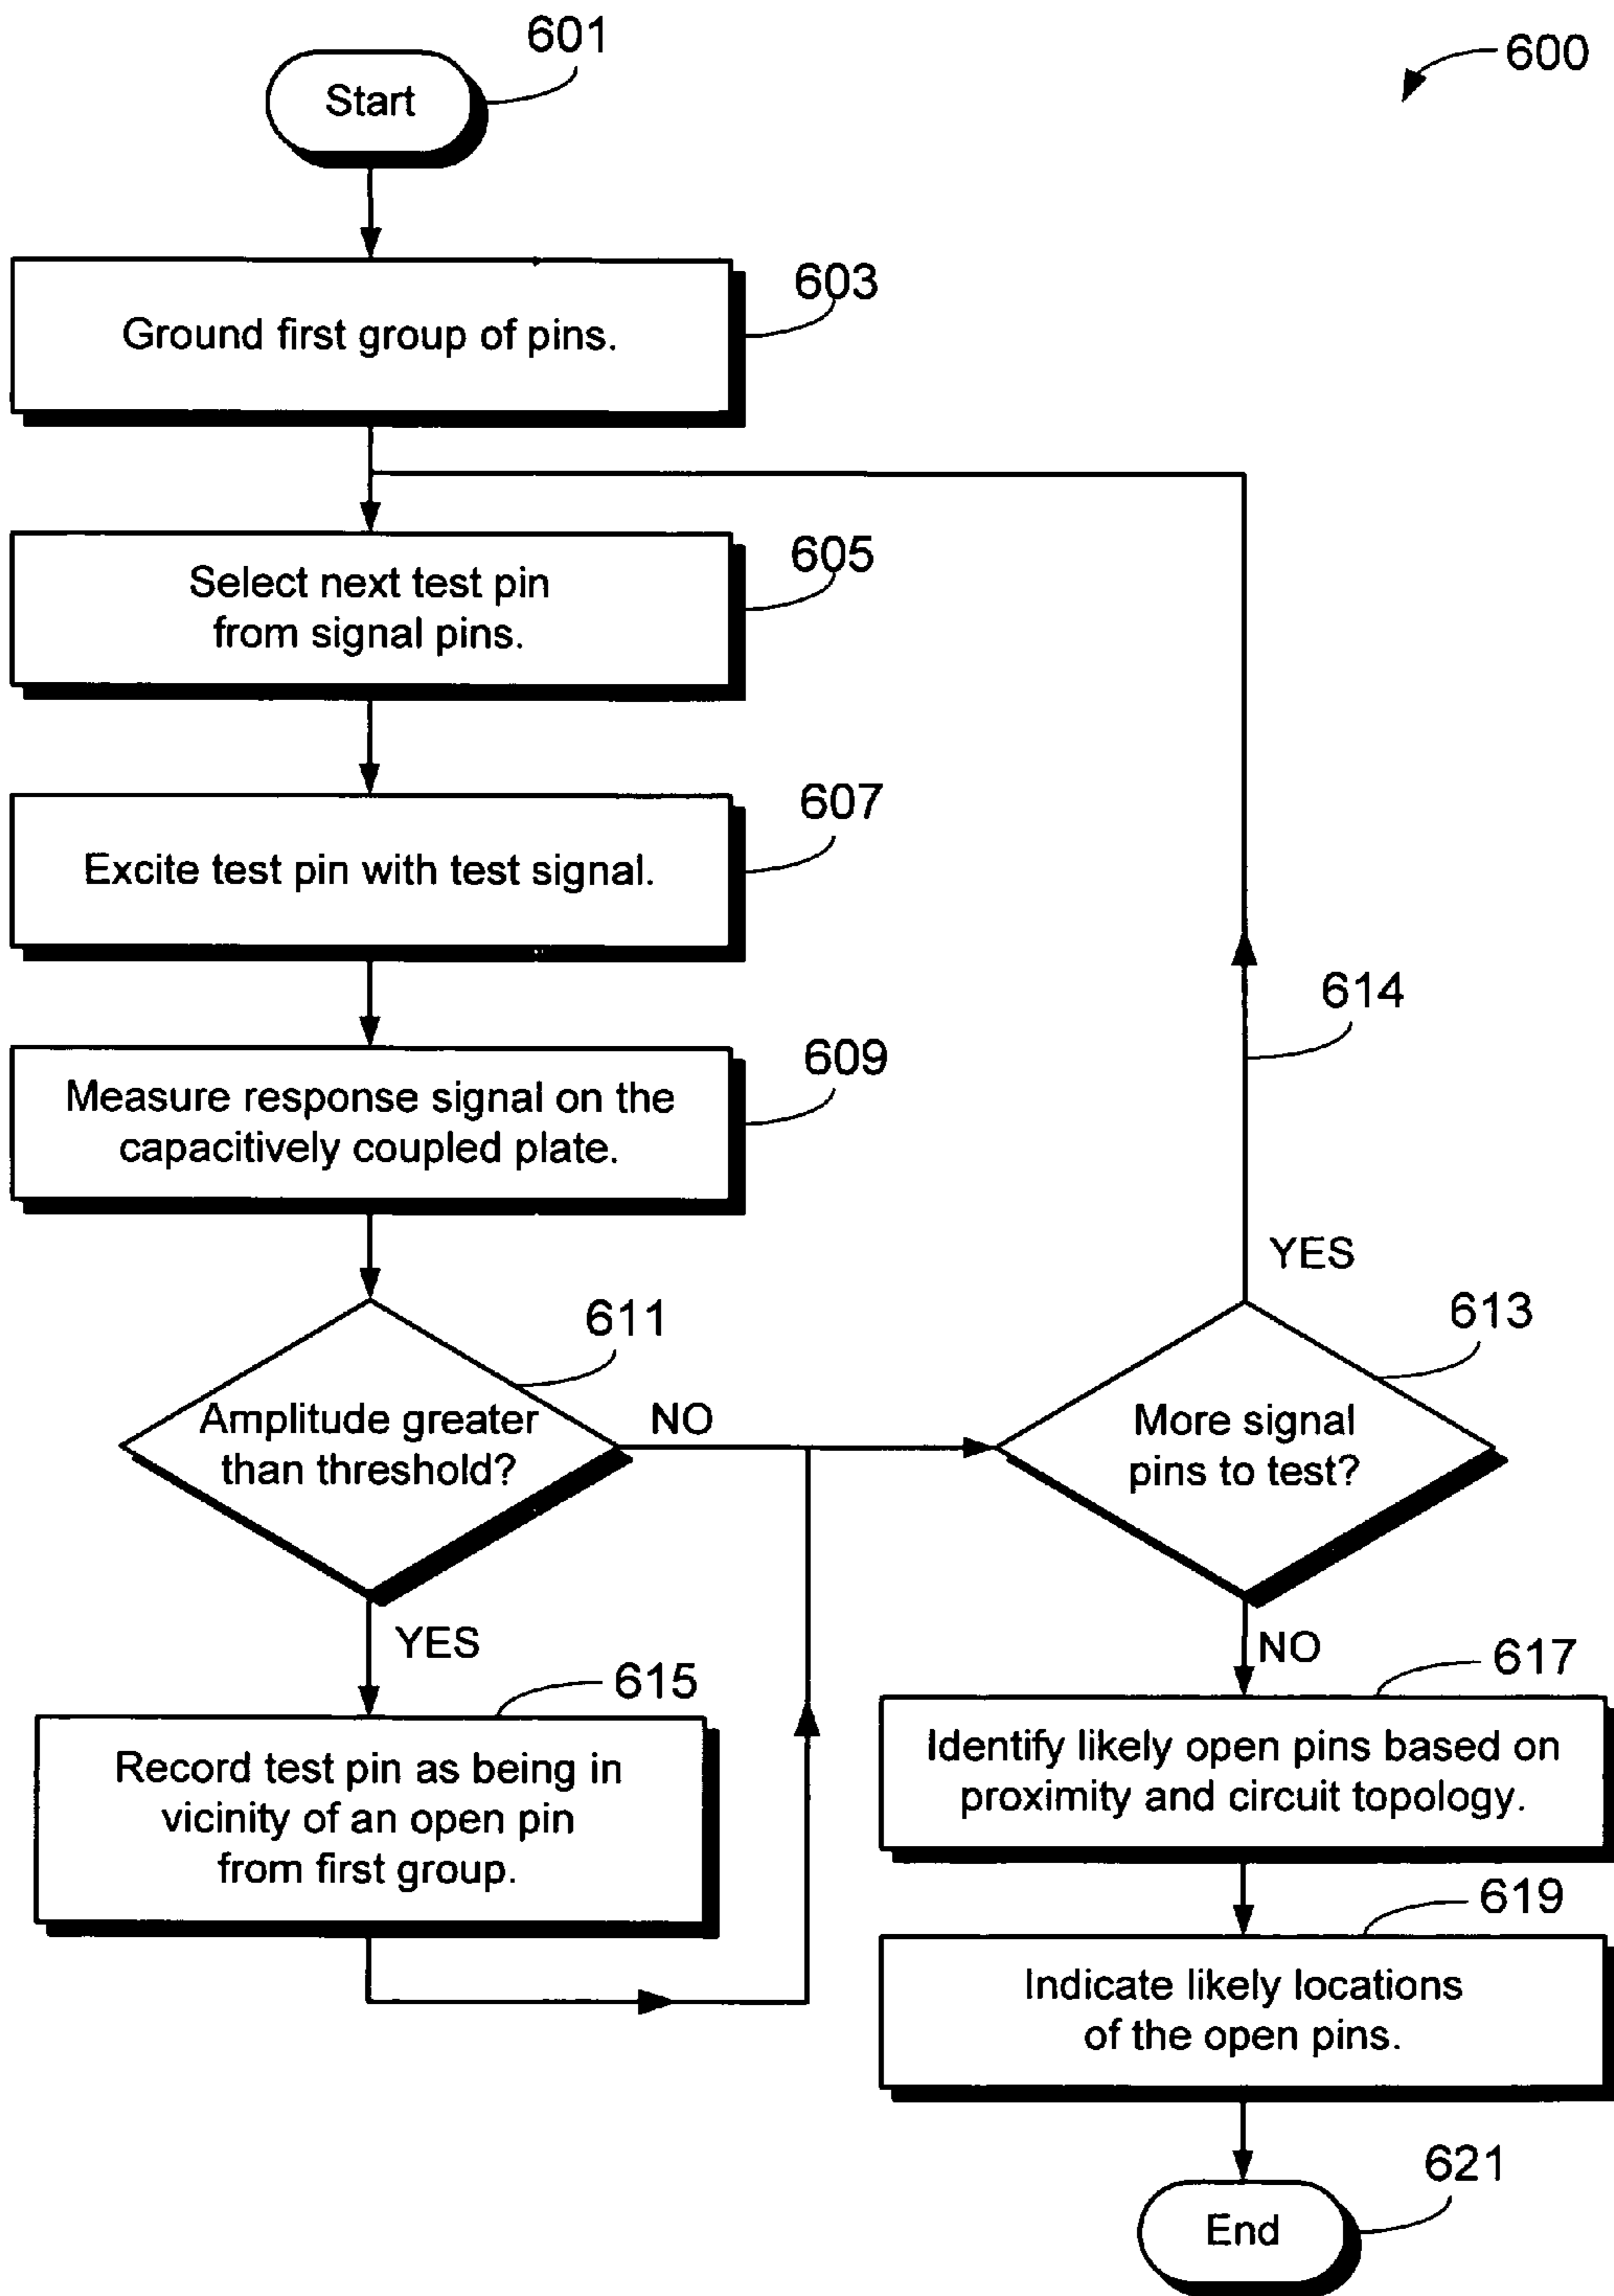 601
600
Start
603
Ground first group of pins.
605
Select next test pin
from signal pins.
607
Excite test pin with test signal.
614
609
Measure response signal on the
capacitively coupled plate.
YES
611
613
Amplitude greater
than threshold?
NO
More signal
pins to test?
YES
NO
615
617
Record test pin as being in
vicinity of an open pin
from first group.
Identify likely open pins based on
proximity and circuit topology.
619
Indicate likely locations
of the open pins.
621
End